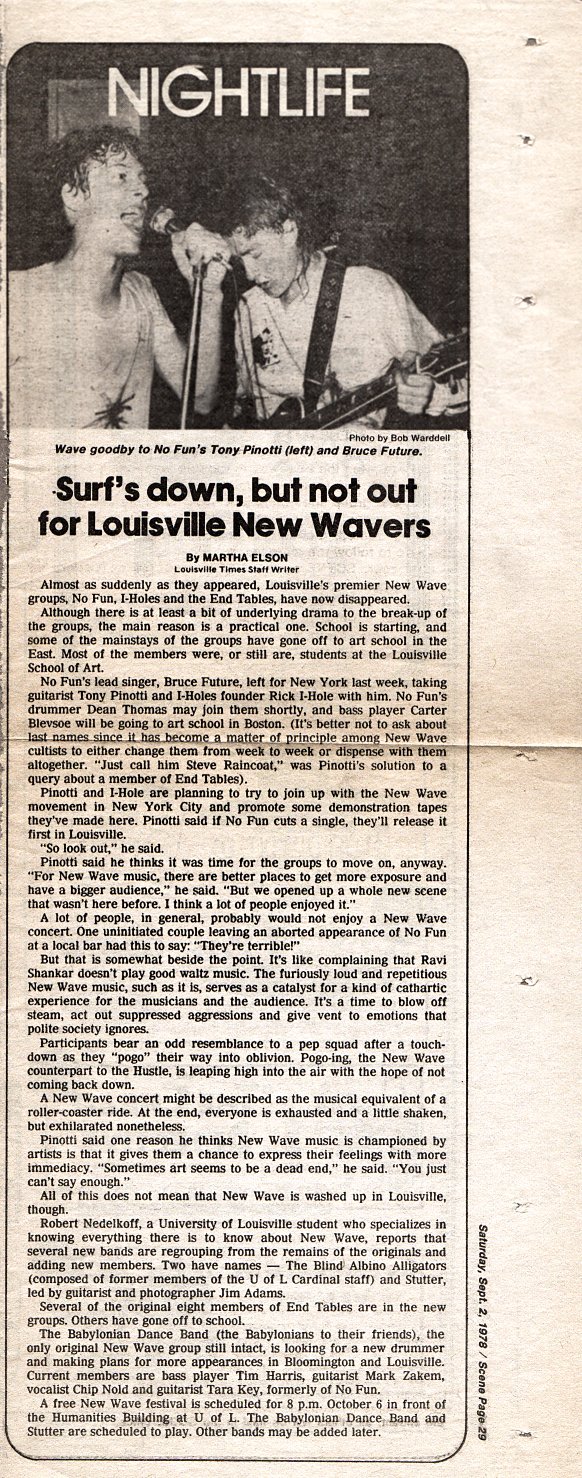 NIGHTLIFE
Photo by Bob Warddell
Wave goodby to No Fun's Tony Pinotti (left) and Bruce Future.
Surf's down, but not out
for Louisville New Wavers
By MARTHA ELSON
Louisville Times Staff Writer
Almost as suddenly as they appeared, Louisville's premier New Wave
groups, No Fun, I-Holes and the End Tables, have now disappeared.
Although there is at least a bit of underlying drama to the break-up of
the groups, the main reason is a practical one. School is starting, and
some of the mainstays of the groups have gone off to art school in the
East. Most of the members were, or still are, students at the Louisville
School of Art.
No Fun's lead singer, Bruce Future, left for New York last week, taking
guitarist Tony Pinotti and I-Holes founder Rick I-Hole with him. No Fun's
drummer Dean Thomas may join them shortly, and bass player Carter
Blevsoe will be going to art school in Boston. (It's better not to ask about
last names since it has become a matter of principle among New Wave
cultists to either change them from week to week or dispense with them
altogether. "Just call him Steve Raincoat," was Pinotti's solution to a
query about a member of End Tables).
Pinotti and I-Hole are planning to try to join up with the New Wave
movement in New York City and promote some demonstration tapes
they've made here. Pinotti said if No Fun cuts a single, they'll release it
first in Louisville.
"So look out," he said.
Pinotti said he thinks it was time for the groups to move on, anyway.
"For New Wave music, there are better places to get more exposure and
have a bigger audience," he said. "But we opened up a whole new scene
that wasn't here before. I think a lot of people enjoyed it."
A lot of people, in general, probably would not enjoy a New Wave
concert. One uninitiated couple leaving an aborted appearance of No Fun
at a local bar had this to say: "They're terrible!"
But that is somewhat beside the point. It's like complaining that Ravi
Shankar doesn't play good waltz music. The furiously loud and repetitious
New Wave music, such as it is, serves as a catalyst for a kind of cathartic
experience for the musicians and the audience. It's a time to blow off
steam, act out suppressed aggressions and give vent to emotions that
polite society ignores.
Participants bear an odd resemblance to a pep squad after a touch-
down as they "pogo" their way into oblivion. Pogo-ing, the New Wave
counterpart to the Hustle, is leaping high into the air with the hope of not
coming back down.
A New Wave concert might be described as the musical equivalent of a
roller-coaster ride. At the end, everyone is exhausted and a little shaken,
but exhilarated nonetheless.
Pinotti said one reason he thinks New Wave music is championed by
artists is that it gives them a chance to express their feelings with more
immediacy. "Sometimes art seems to be a dead end," he said. "You just
can't say enough."
All of this does not mean that New Wave is washed up in Louisville,
though.
Robert Nedelkoff, a University of Louisville student who specializes in
knowing everything there is to know about New Wave, reports that
several new bands are regrouping from the remains of the originals and
adding new members. Two have names — The Blind Albino Alligators
(composed of former members of the U of L Cardinal staff) and Stutter,
led by guitarist and photographer Jim Adams.
Several of the original eight members of End Tables are in the new
groups. Others have gone off to school.
The Babylonian Dance Band (the Babylonians to their friends), the
only original New Wave group still intact, is looking for a new drummer
and making plans for more appearances in Bloomington and Louisville.
Current members are bass player Tim Harris, guitarist Mark Zakem,
vocalist Chip Nold and guitarist Tara Key, formerly of No Fun.
A free New Wave festival is scheduled for 8 p.m. October 6 in front of
the Humanities Building at U of L. The Babylonian Dance Band and
Stutter are scheduled to play. Other bands may be added later.
Saturday, Sept. 2, 1978 / Scene Page 29